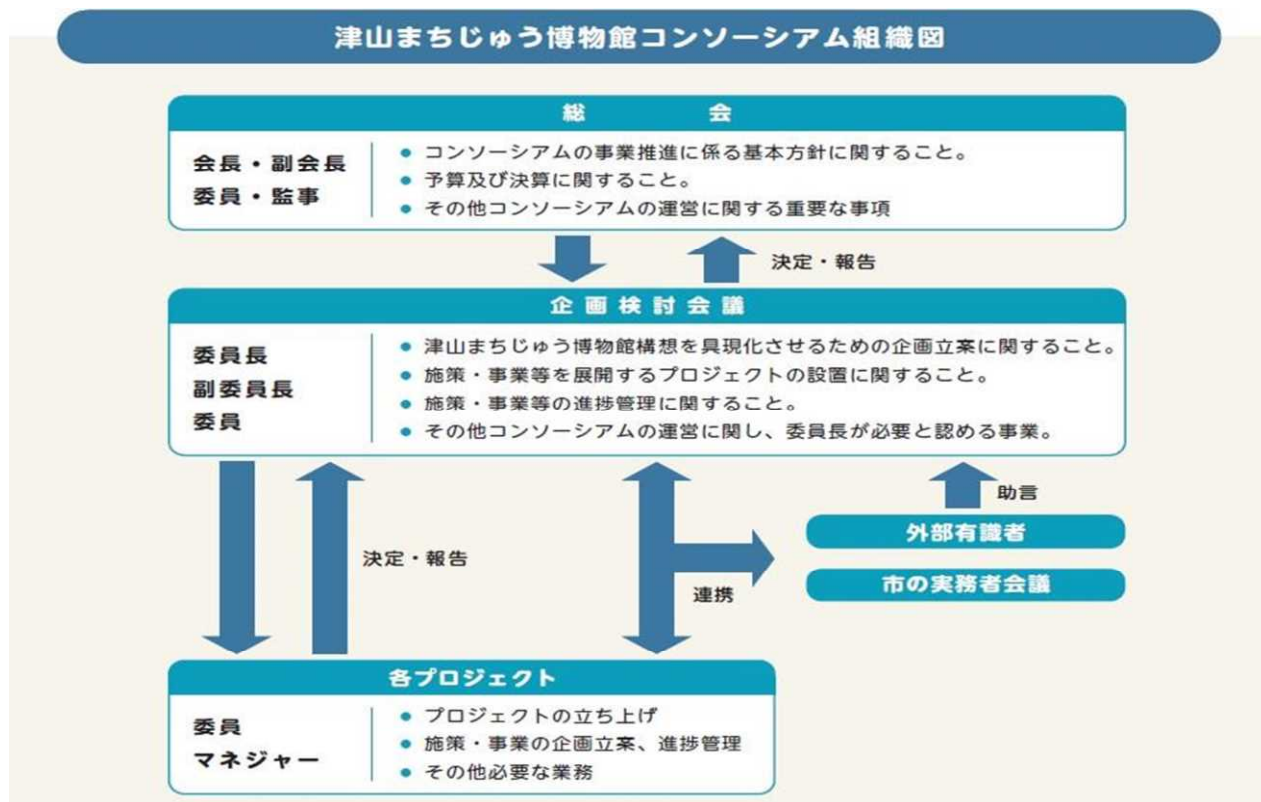 津山まちじゅう博物館コンソーシアム組織図
総会
会長・副会長
委員・監事
● コンソーシアムの事業推進に係る基本方針に関すること。
● 予算及び決算に関すること。
● その他コンソーシアムの運営に関する重要な事項
決定・報告
企画検討会議
委員長
副委員長
委員
● 津山まちじゅう博物館構想を具現化させるための企画立案に関すること。
● 施策・事業等を展開するプロジェクトの設置に関すること。
● 施策・事業等の進捗管理に関すること。
● その他コンソーシアムの運営に関し、委員長が必要と認める事業。
助言
外部有識者
決定・報告
市の実務者会議
連携
各プロジェクト
委員
マネジャー
● プロジェクトの立ち上げ
● 施策・事業の企画立案、進捗管理
● その他必要な業務